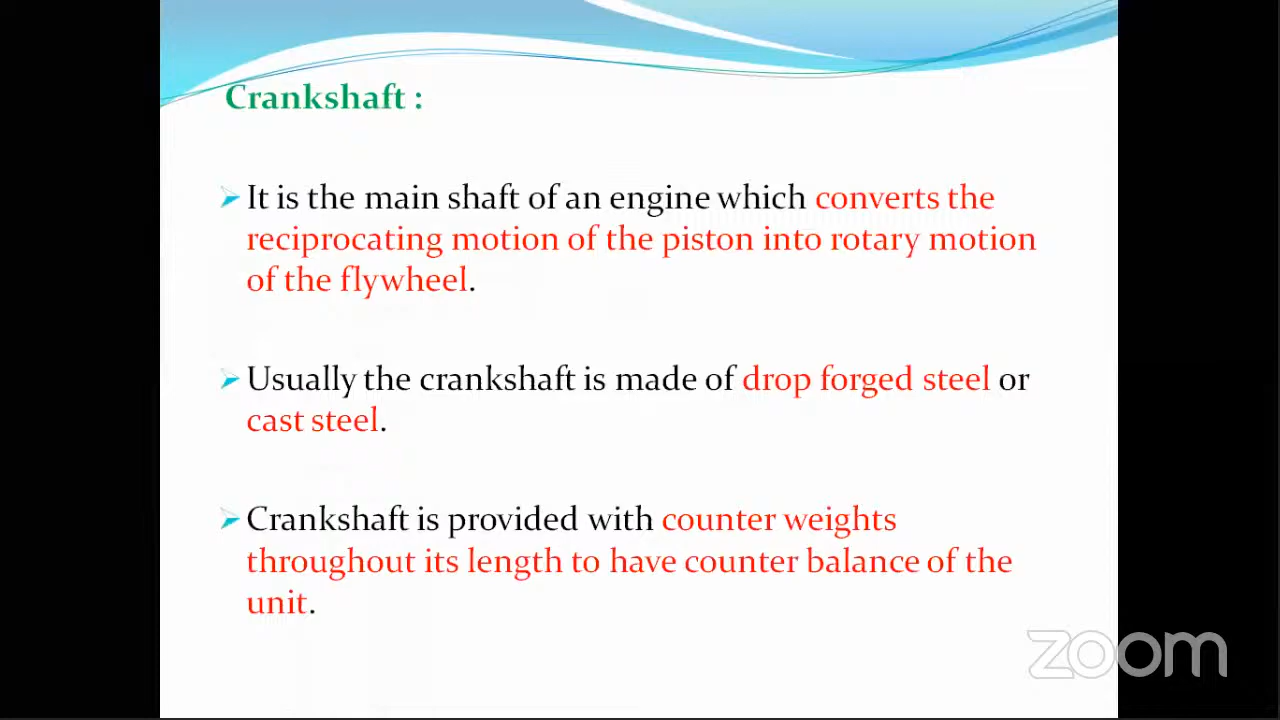 Crankshaft :
It is the main shaft of an engine which converts the
reciprocating motion of the piston into rotary motion
of the flywheel.
Usually the crankshaft is made of drop forged steel or
cast steel.
Crankshaft is provided with counter weights
throughout its length to have counter balance of the
unit.
zoom